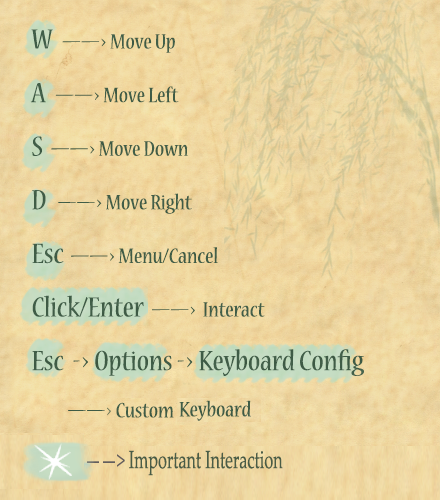 W ——› Move Up
A ——› Move Left
S ——› Move Down
D ——› Move Right
Esc ——› Menu/Cancel
Click/Enter ——› Interact
Esc -› Options -› Keyboard Config
——› Custom Keyboard
——› Important Interaction